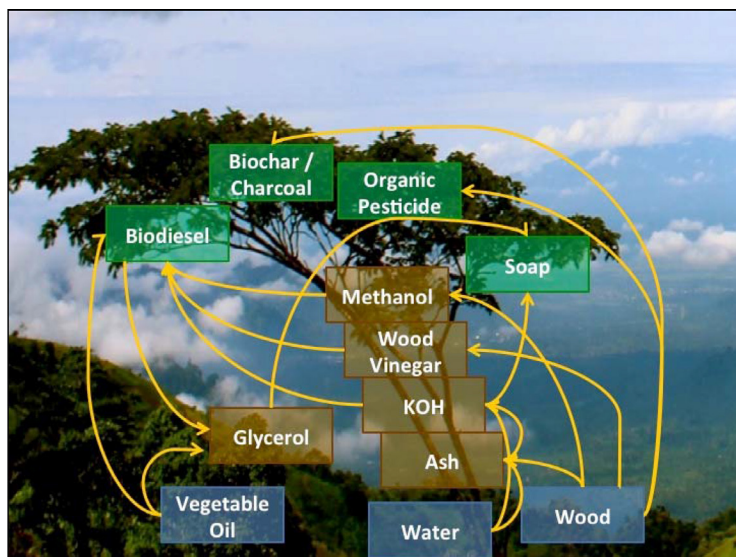 Biochar /
Charcoal
Organic
Pesticide
Biodiesel
Soap
Methanol
Wood
Vinegar
KOH
Glycerol
Ash
Vegetable
Oil
Water
Wood